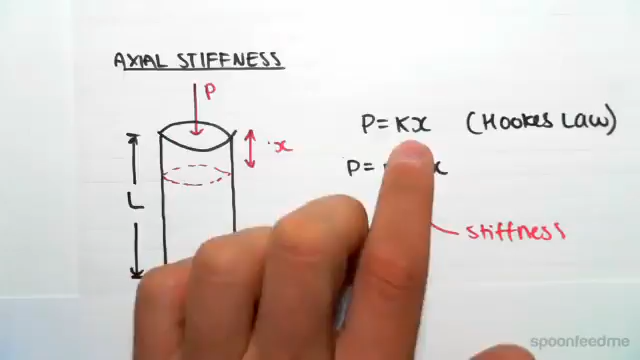 AXIAL STIFFNESS
P
x
L
P=Kx (Hookes Law)
P= x
stiffness
spoonfeedme